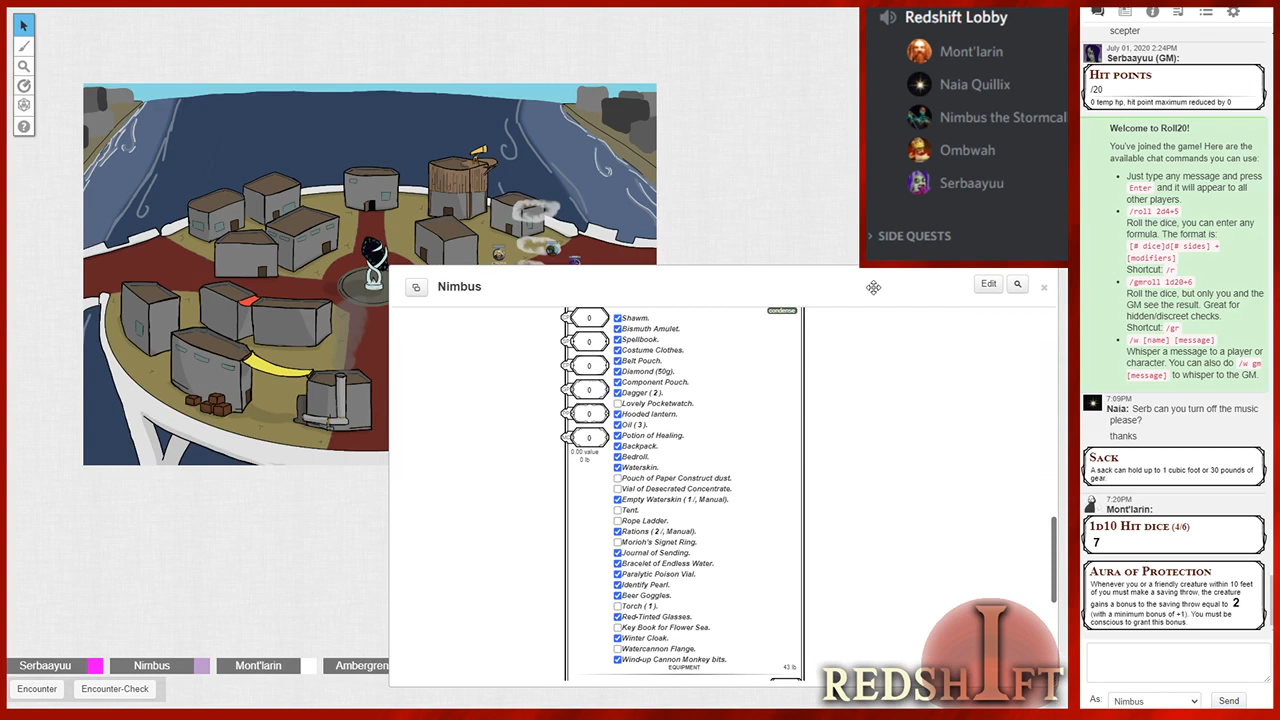 Redshift Lobby
Mont'larin
Naia Quillix
Nimbus the Stormcal
Ombwah
Serbaayuu
SIDE QUESTS
Nimbus
Edit
condense
0
Shawm.
Bismuth Amulet.
0
Spellbook.
Costume Clothes.
0
Belt Pouch.
Diamond (50g).
Component Pouch.
0
Dagger ( 2 ).
Lovely Pocketwatch.
0
Hooded lantern.
Oil ( 3 ).
0
Potion of Healing.
Backpack.
0.00 value
0 lb
Bedroll.
Waterskin.
Pouch of Paper Construct dust.
Vial of Desecrated Concentrate.
Empty Waterskin ( 1 /, Manual).
Tent.
Rope Ladder.
Rations ( 2 /, Manual).
Morioh's Signet Ring.
Journal of Sending.
Bracelet of Endless Water.
Paralytic Poison Vial.
Identify Pearl.
Beer Goggles.
Torch ( 1 ).
Red-Tinted Glasses.
Key Book for Flower Sea.
Winter Cloak.
Watercannon Flange.
Wind-up Cannon Monkey bits.
EQUIPMENT
43 lb
Serbaayuu
Nimbus
Mont'larin
Ambergren
Encounter
Encounter-Check
REDSHIFT
scepter
July 01, 2020 2:24PM
Serbaayuu (GM):
HIT POINTS
/20
0 temp hp, hit point maximum reduced by 0
Welcome to Roll20!
You've joined the game! Here are the
available chat commands you can
use:
Just type any message and press
Enter and it will appear to all
other players.
/roll 2d4+5
Roll the dice, you can enter any
formula. The format is:
[# dice]d[# sides] +
[modifiers]
Shortcut: /r
/gmroll 1d20+6
Roll the dice, but only you and the
GM see the result. Great for
hidden/discreet checks.
Shortcut: /gr
/w [name] [message]
Whisper a message to a player or
character. You can also do /w gm
[message] to whisper to the GM.
7:09PM
Naia: Serb can you turn off the music
please?
thanks
SACK
A sack can hold up to 1 cubic foot or 30 pounds of
gear.
7:20PM
Mont'larin:
1D10 HIT DICE (4/6)
7
AURA OF PROTECTION
Whenever you or a friendly creature within 10 feet
of you must make a saving throw, the creature
gains a bonus to the saving throw equal to 2
(with a minimum bonus of +1). You must be
conscious to grant this bonus.
As:
Nimbus
Send